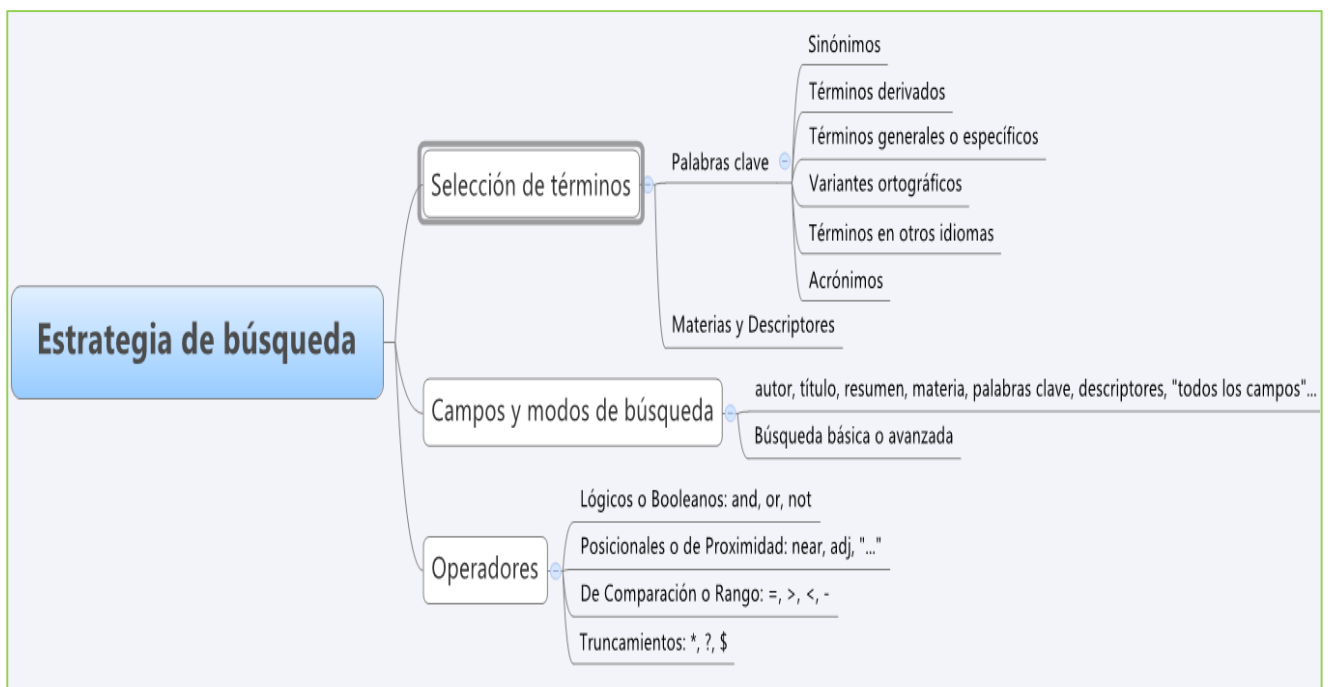 Estrategia de búsqueda
Selección de términos
Palabras clave
Sinónimos
Términos derivados
Términos generales o específicos
Variantes ortográficos
Términos en otros idiomas
Acrónimos
Materias y Descriptores
Campos y modos de búsqueda
autor, título, resumen, materia, palabras clave, descriptores, "todos los campos"...
Búsqueda básica o avanzada
Operadores
Lógicos o Booleanos: and, or, not
Posicionales o de Proximidad: near, adj, "..."
De Comparación o Rango: =, >, <, -
Truncamientos: *, ?, $